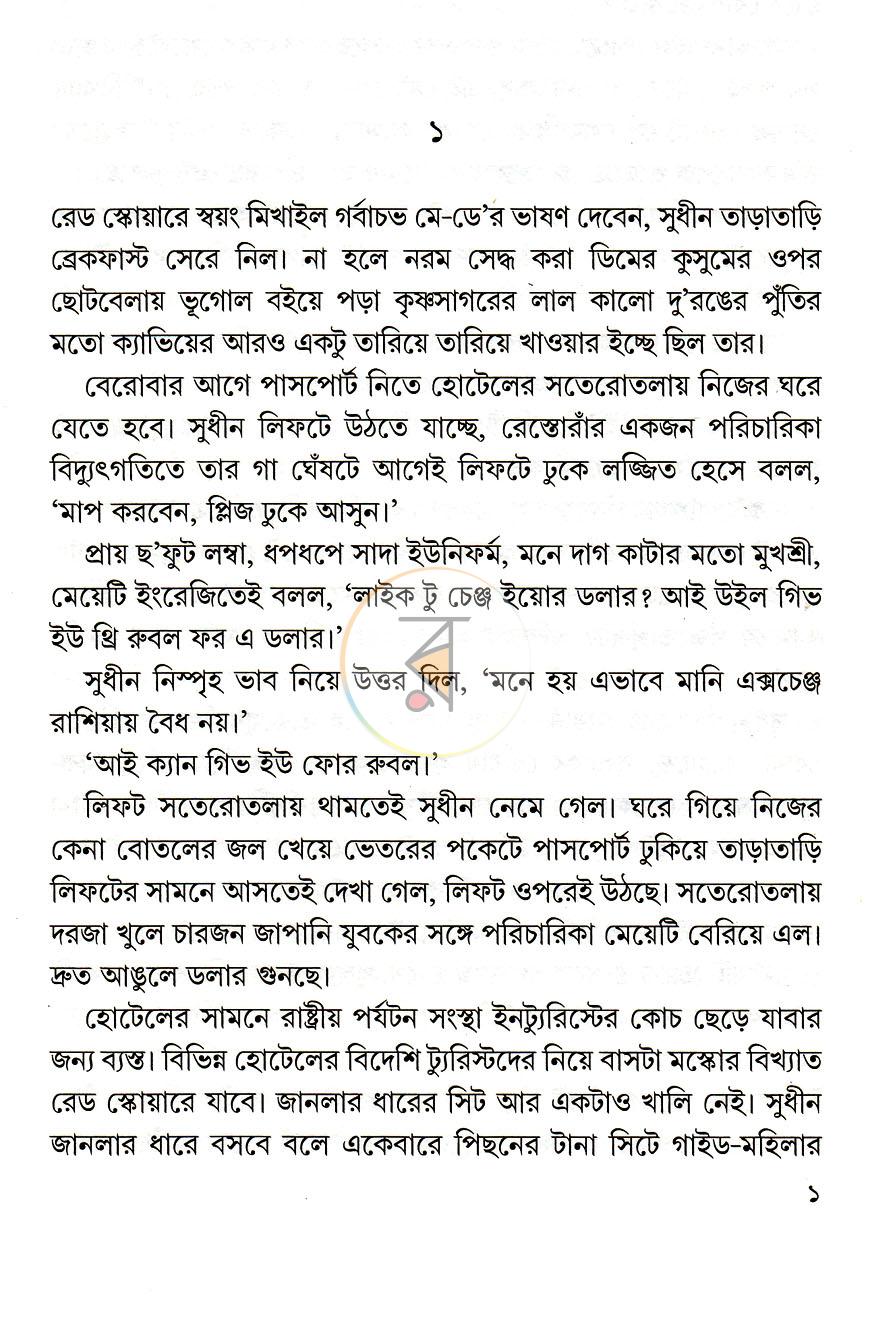 ১
রেড স্কোয়ারে স্বয়ং মিখাইল গর্বাচভ মে-ডে’র ভাষণ দেবেন, সুধীন তাড়াতাড়ি
ব্রেকফাস্ট সেরে নিল। না হলে নরম সেদ্ধ করা ডিমের কুসুমের ওপর
ছোটবেলায় ভূগোল বইয়ে পড়া কৃষ্ণসাগরের লাল কালো দু’রঙের পুঁতির
মতো ক্যাভিয়ের আরও একটু তারিয়ে তারিয়ে খাওয়ার ইচ্ছে ছিল তার।
বেরোবার আগে পাসপোর্ট নিতে হোটেলের সতেরোতলায় নিজের ঘরে
যেতে হবে। সুধীন লিফটে উঠতে যাচ্ছে, রেস্তোরাঁর একজন পরিচারিকা
বিদ্যুৎগতিতে তার গা ঘেঁষটে আগেই লিফটে ঢুকে লজ্জিত হেসে বলল,
‘মাপ করবেন, প্লিজ ঢুকে আসুন।’
প্রায় ছ’ফুট লম্বা, ধপধপে সাদা ইউনিফর্ম, মনে দাগ কাটার মতো মুখশ্রী,
মেয়েটি ইংরেজিতেই বলল, ‘লাইক টু চেঞ্জ ইয়োর ডলার? আই উইল গিভ
ইউ থ্রি রুবল ফর এ ডলার।’
সুধীন নিস্পৃহ ভাব নিয়ে উত্তর দিল, ‘মনে হয় এভাবে মানি এক্সচেঞ্জ
রাশিয়ায় বৈধ নয়।’
‘আই ক্যান গিভ ইউ ফোর রুবল।’
লিফট সতেরোতলায় থামতেই সুধীন নেমে গেল। ঘরে গিয়ে নিজের
কেনা বোতলের জল খেয়ে ভেতরের পকেটে পাসপোর্ট ঢুকিয়ে তাড়াতাড়ি
লিফটের সামনে আসতেই দেখা গেল, লিফট ওপরেই উঠছে। সতেরোতলায়
দরজা খুলে চারজন জাপানি যুবকের সঙ্গে পরিচারিকা মেয়েটি বেরিয়ে এল।
দ্রুত আঙুলে ডলার গুনছে।
হোটেলের সামনে রাষ্ট্রীয় পর্যটন সংস্থা ইনট্যুরিস্টের কোচ ছেড়ে যাবার
জন্য ব্যস্ত। বিভিন্ন হোটেলের বিদেশি ট্যুরিস্টদের নিয়ে বাসটা মস্কোর বিখ্যাত
রেড স্কোয়ারে যাবে। জানলার ধারের সিট আর একটাও খালি নেই। সুধীন
জানলার ধারে বসবে বলে একেবারে পিছনের টানা সিটে গাইড-মহিলার
১